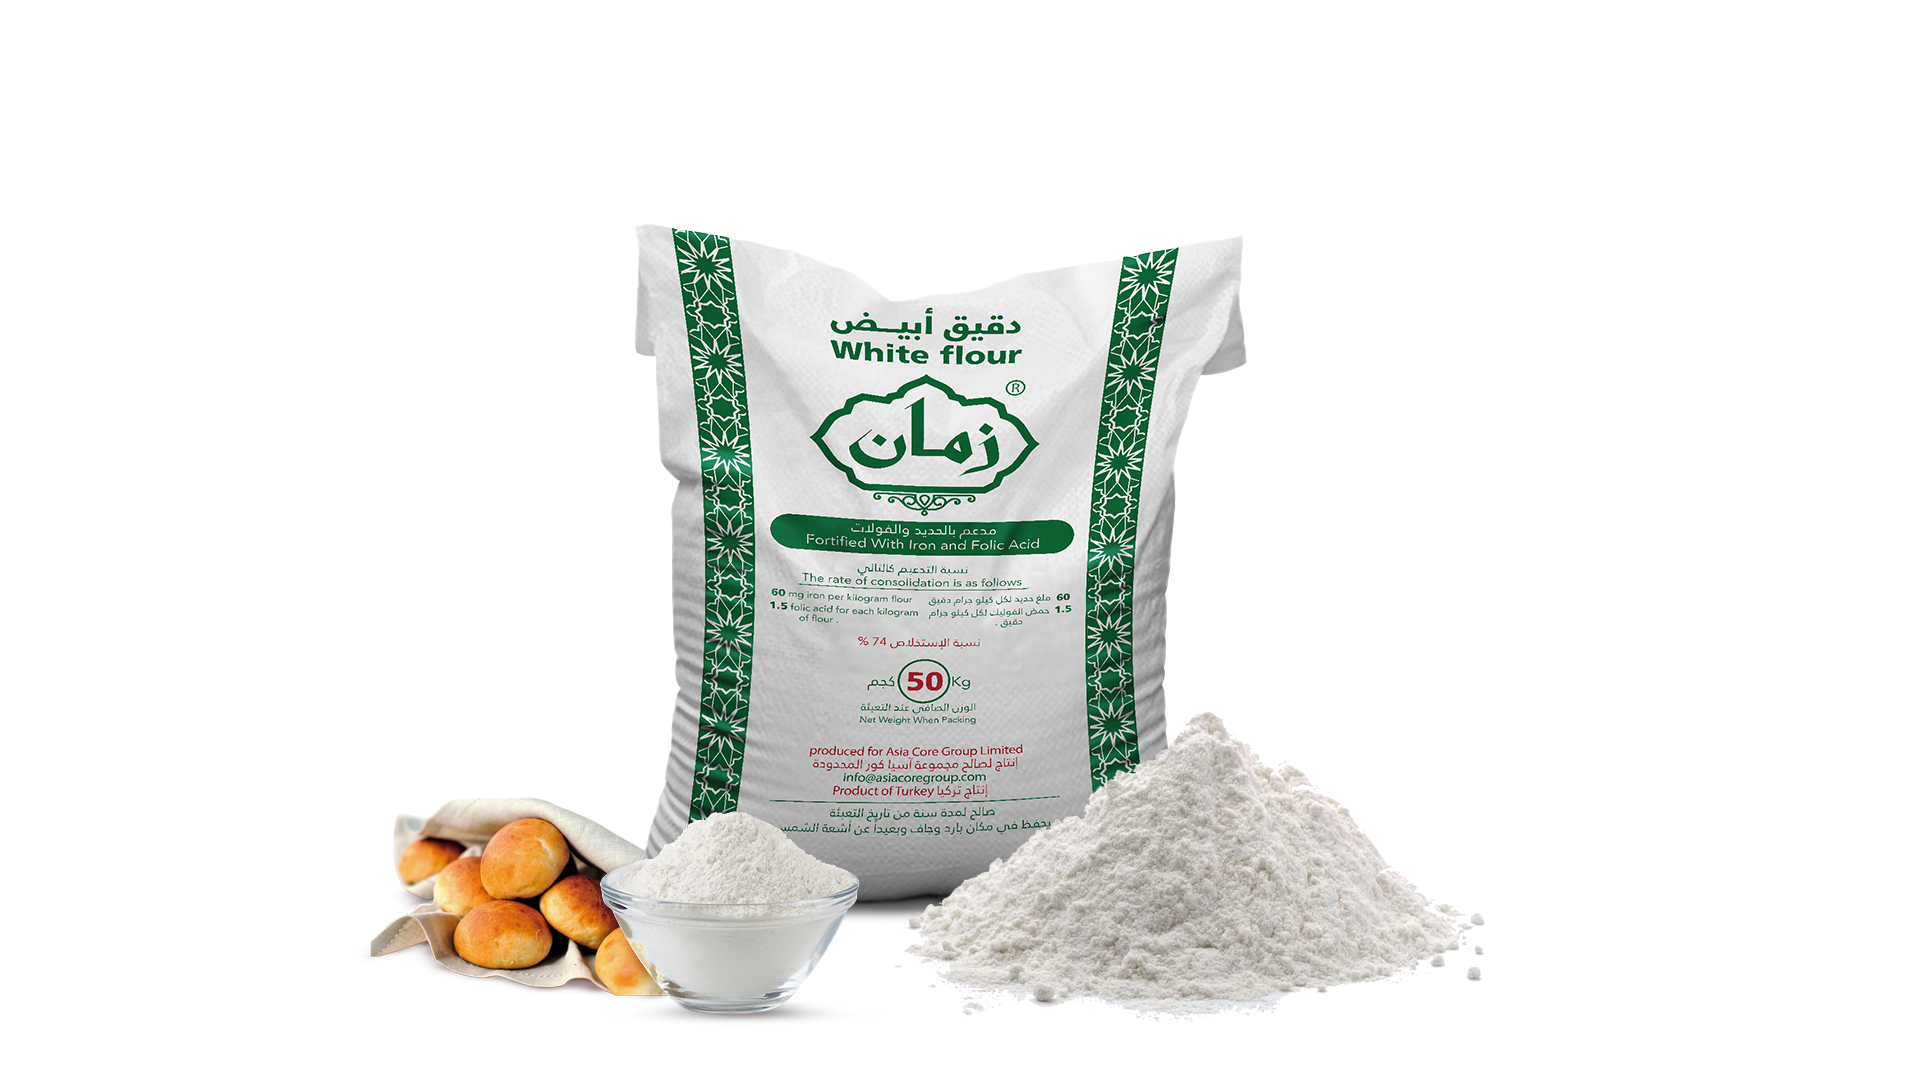 دقيق أبيـض
White flour
®
زمان
مدعم بالحديد والفولات
Fortified With Iron and Folic Acid
نسبة التدعيم كالتالي
The rate of consolidation is as follows
60 mg iron per kilogram flour
1.5 folic acid for each kilogram
of flour .
60 ملغ حديد لكل كيلو جرام دقيق
1.5 حمض الفوليك لكل كيلو جرام
دقيق .
نسبة الإستخلاص 74 %
كجم 50 Kg
الوزن الصافي عند التعبئة
Net Weight When Packing
produced for Asia Core Group Limited
إنتاج لصالح مجموعة آسيا كور المحدودة
info@asiacoregroup.com
Product of Turkey إنتاج تركيا
صالح لمدة سنة من تاريخ التعبئة
يحفظ في مكان بارد وجاف وبعيداً عن أشعة الشمس